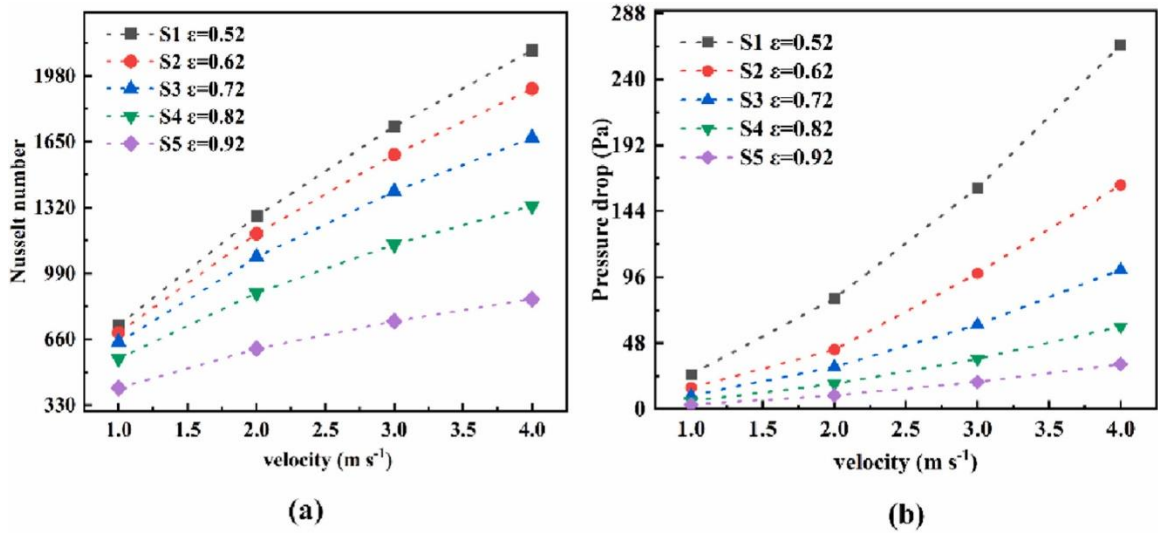 S1 ε=0.52
S2 ε=0.62
S3 ε=0.72
S4 ε=0.82
S5 ε=0.92
1980
1650
1320
990
660
330
Nusselt number
1.0 1.5 2.0 2.5 3.0 3.5 4.0
velocity (m s⁻¹)
(a)
S1 ε=0.52
S2 ε=0.62
S3 ε=0.72
S4 ε=0.82
S5 ε=0.92
288
240
192
144
96
48
0
Pressure drop (Pa)
1.0 1.5 2.0 2.5 3.0 3.5 4.0
velocity (m s⁻¹)
(b)